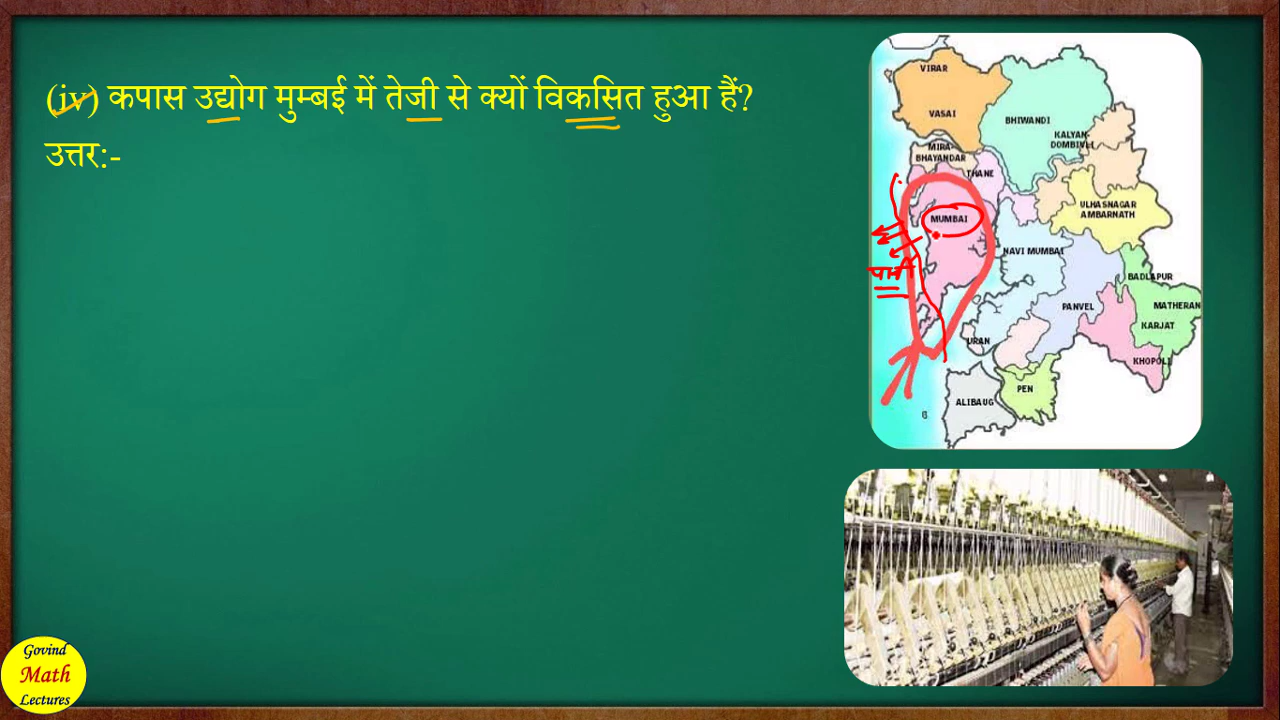 (iv) कपास उद्योग मुम्बई में तेजी से क्यों विकसित हुआ हैं?
उत्तर:-
VIRAR
VASAI
BHIWANDI
KALYAN-
DOMBIVLI
MIRA-
BHAYANDAR
THANE
ULHASNAGAR
AMBARNATH
MUMBAI
NAVI MUMBAI
पानी
BADLAPUR
PANVEL
MATHERAN
KARJAT
URAN
KHOPOLI
PEN
ALIBAUG
Govind
Math
Lectures